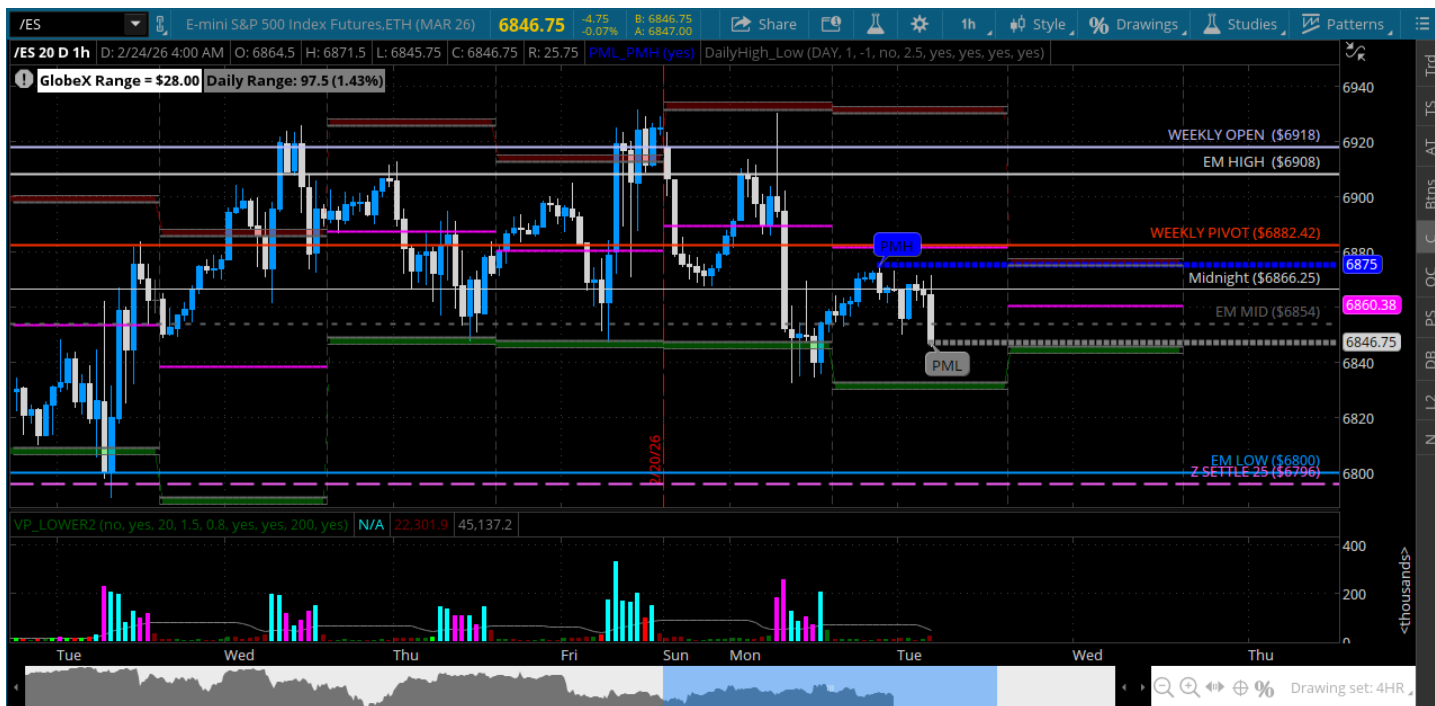 /ES E-mini S&P 500 Index Futures,ETH (MAR 26) 6846.75 -4.75 B: 6846.75 Share 1h Style % Drawings Studies Patterns
-0.07% A: 6847.00
/ES 20 D 1h D: 2/24/26 4:00 AM O: 6864.5 H: 6871.5 L: 6845.75 C: 6846.75 R: 25.75 PML_PMH (yes) DailyHigh_Low (DAY, 1, -1, no, 2.5, yes, yes, yes, yes)
GlobeX Range = $28.00 Daily Range: 97.5 (1.43%)
6940
WEEKLY OPEN ($6918)
6920
EM HIGH ($6908)
6900
WEEKLY PIVOT ($6882.42)
PMH
6880
6875
Midnight ($6866.25)
6860.38
EM MID ($6854)
6846.75
PML
6840
6820
2/20/26
EM LOW ($6800)
Z SETTLE 25 ($6796)
6800
VP_LOWER2 (no, yes, 20, 1.5, 0.8, yes, yes, 200, yes) N/A 22,301.9 45,137.2
400
200
0
<thousands>
Tue Wed Thu Fri Sun Mon Tue Wed Thu
% Drawing set: 4HR
Trd
TS
AT
Btns
C
OC
PS
DB
L2
N